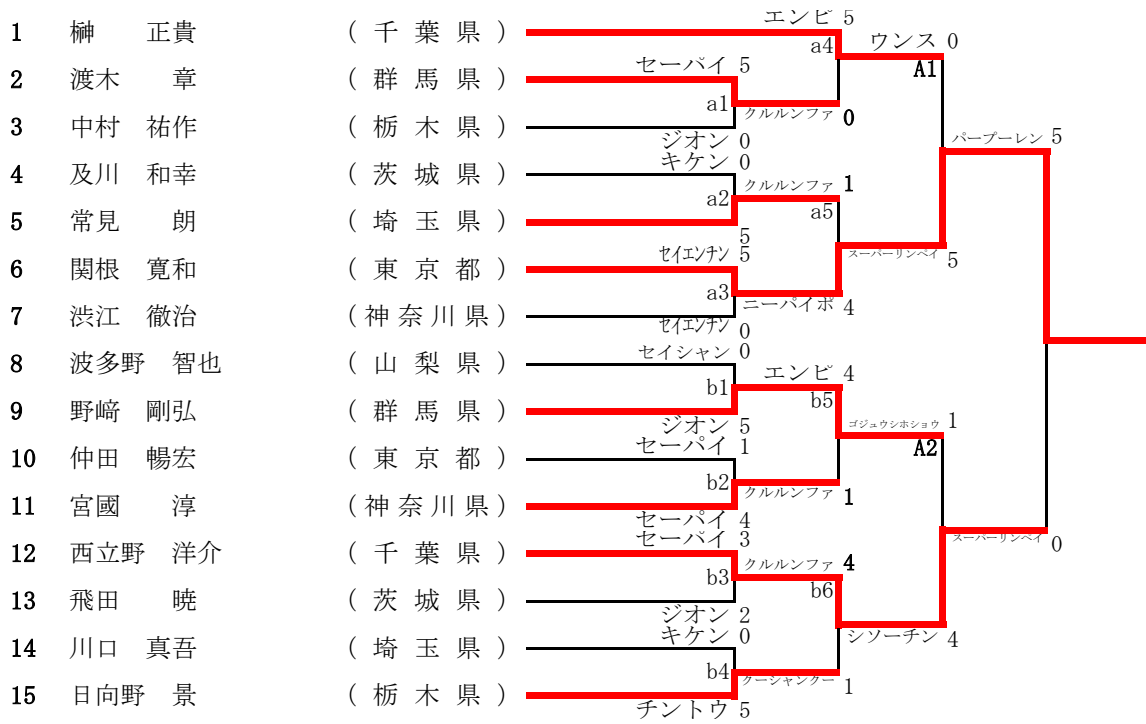 1 榊 正貴 ( 千 葉 県 )
2 渡木 章 ( 群 馬 県 )
3 中村 祐作 ( 栃 木 県 )
4 及川 和幸 ( 茨 城 県 )
5 常見 朗 ( 埼 玉 県 )
6 関根 寛和 ( 東 京 都 )
7 渋江 徹治 ( 神 奈 川 県 )
8 波多野 智也 ( 山 梨 県 )
9 野﨑 剛弘 ( 群 馬 県 )
10 仲田 暢宏 ( 東 京 都 )
11 宮國 淳 ( 神 奈 川 県 )
12 西立野 洋介 ( 千 葉 県 )
13 飛田 暁 ( 茨 城 県 )
14 川口 真吾 ( 埼 玉 県 )
15 日向野 景 ( 栃 木 県 )
セーパイ 5
a1
ジオン 0
キケン 0
a2
5
セイエンチン 5
a3
セイエンチン 0
セイシャン 0
b1
ジオン 5
セーパイ 1
b2
セーパイ 4
セーパイ 3
b3
ジオン 2
キケン 0
b4
チントウ 5
エンピ 5
a4
クルルンファ 0
クルルンファ 1
a5
ニーパイポ 4
エンピ 4
b5
クルルンファ 1
クルルンファ 4
b6
クーシャンクー 1
ウンス 0
A1
スーパーリンペイ 5
ゴジュウシホショウ 1
A2
シソーチン 4
パープーレン 5
スーパーリンペイ 0